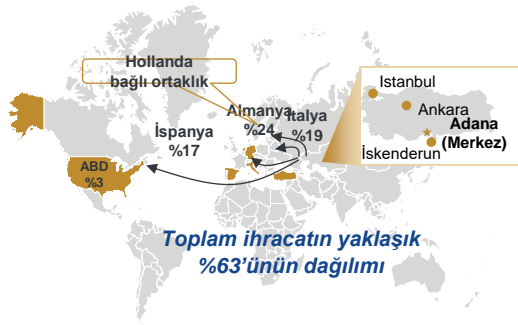 Hollanda
bağlı ortaklık
Almanya
%24
İtalya
%19
İspanya
%17
ABD
%3
Istanbul
Ankara
Adana
(Merkez)
İskenderun
Toplam ihracatın yaklaşık
%63’ünün dağılımı